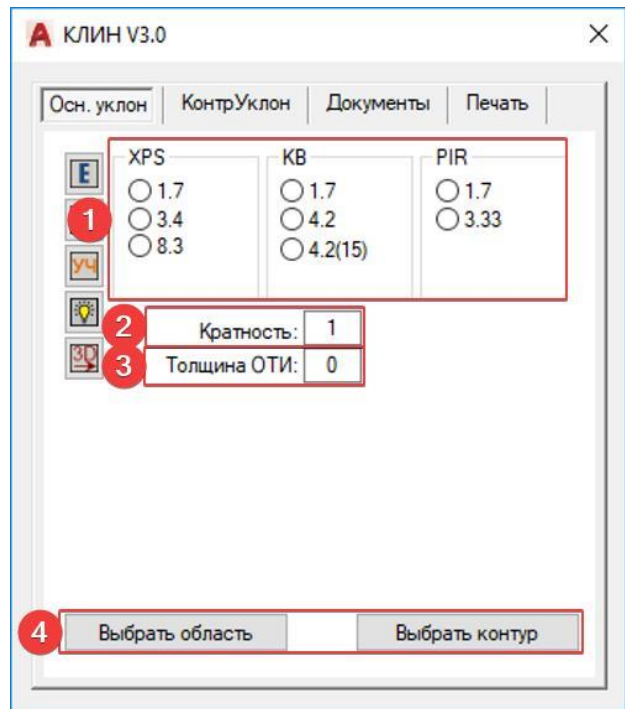 КЛИН V3.0
Осн. уклон КонтрУклон Документы Печать
XPS КВ PIR
E
1.7 1.7 1.7
1 3.4 4.2 3.33
8.3 4.2(15)
УЧ
2 Кратность: 1
3D 3 Толщина ОТИ: 0
4 Выбрать область Выбрать контур